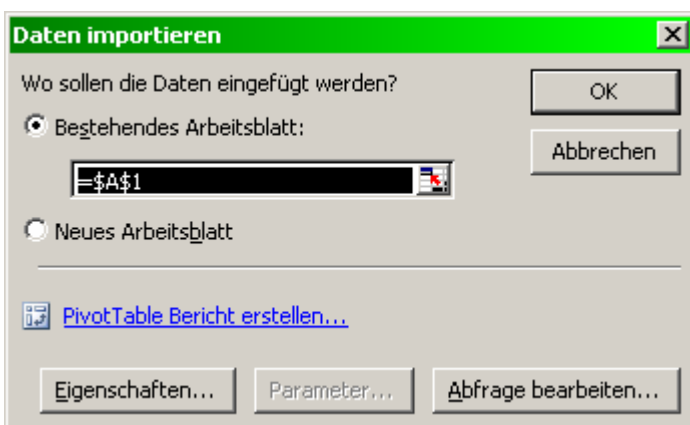 Daten importieren
Wo sollen die Daten eingefügt werden?
OK
Bestehendes Arbeitsblatt:
Abbrechen
=$A$1
Neues Arbeitsblatt
PivotTable Bericht erstellen...
Eigenschaften...
Parameter...
Abfrage bearbeiten...